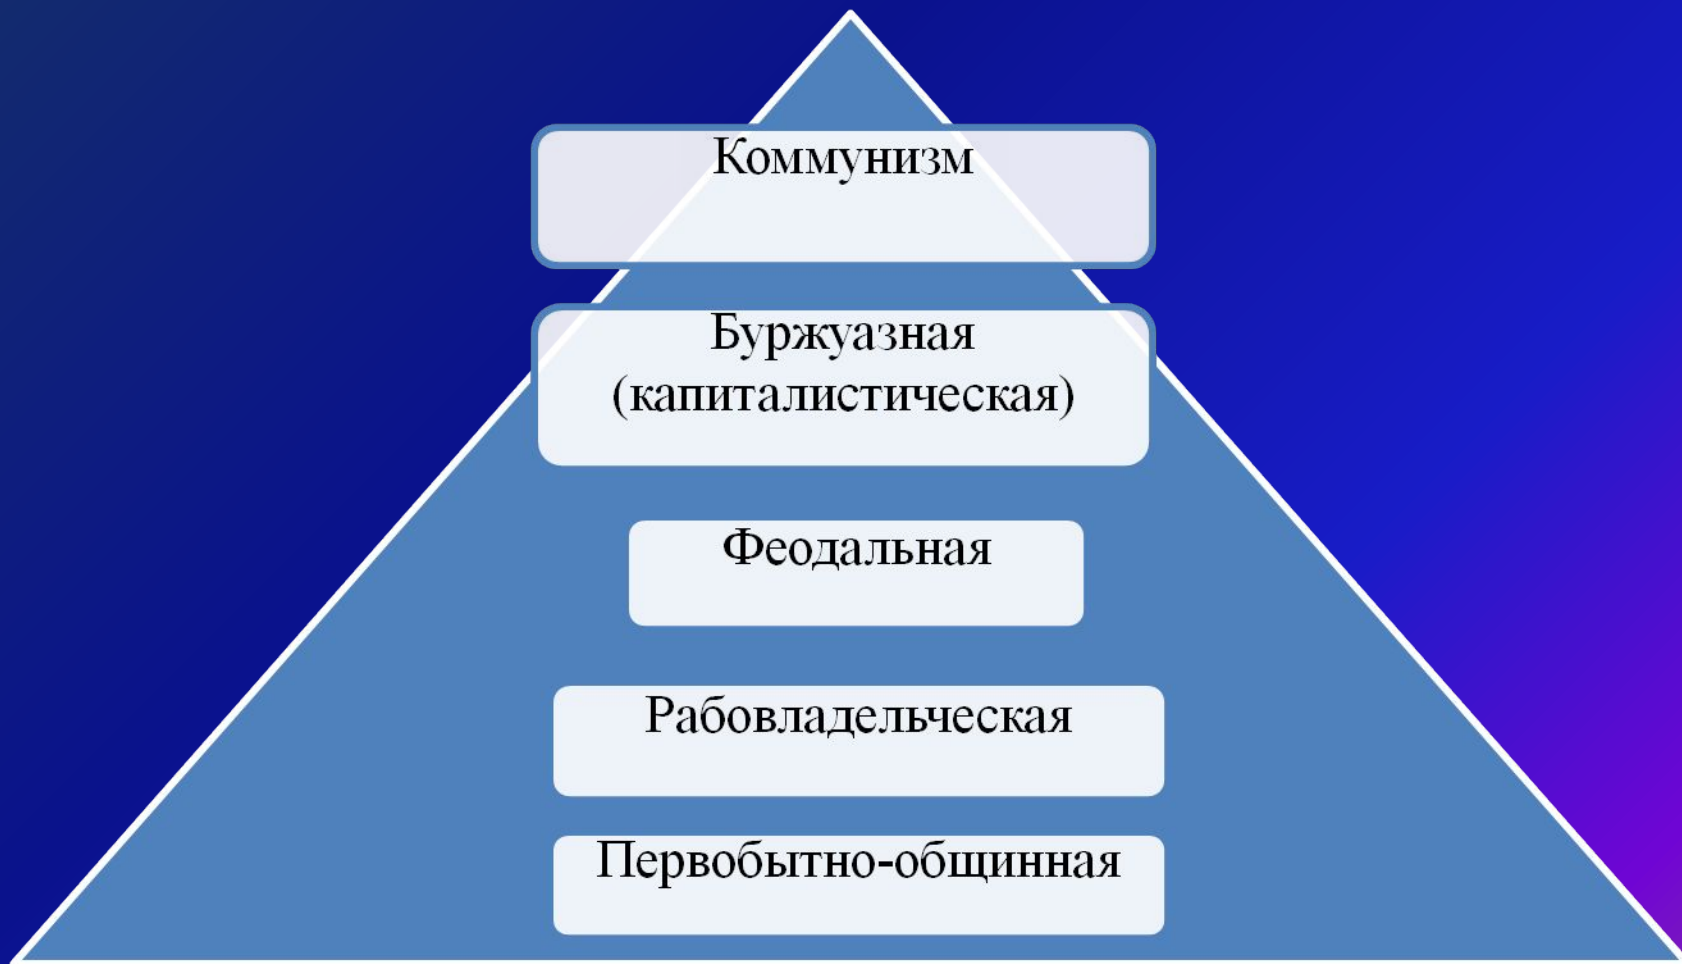 Коммунизм
Буржуазная
(капиталистическая)
Феодальная
Рабовладельческая
Первобытно-общинная